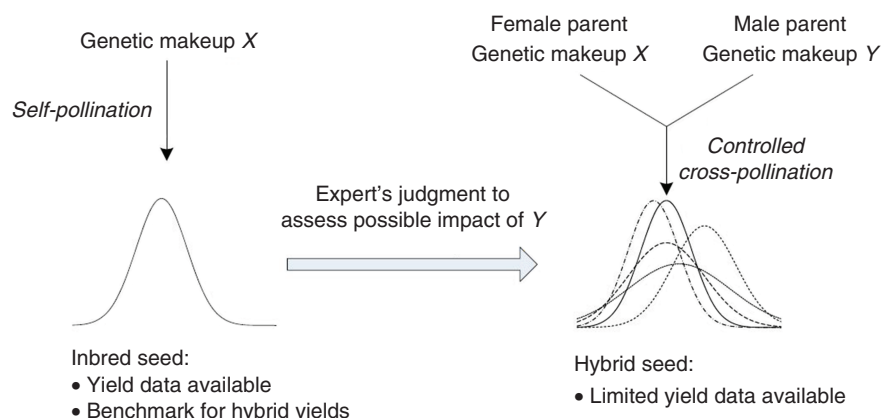 Genetic makeup X
Self-pollination
Female parent
Genetic makeup X
Male parent
Genetic makeup Y
Controlled
cross-pollination
Expert's judgment to
assess possible impact of Y
Inbred seed:
• Yield data available
• Benchmark for hybrid yields
Hybrid seed:
• Limited yield data available